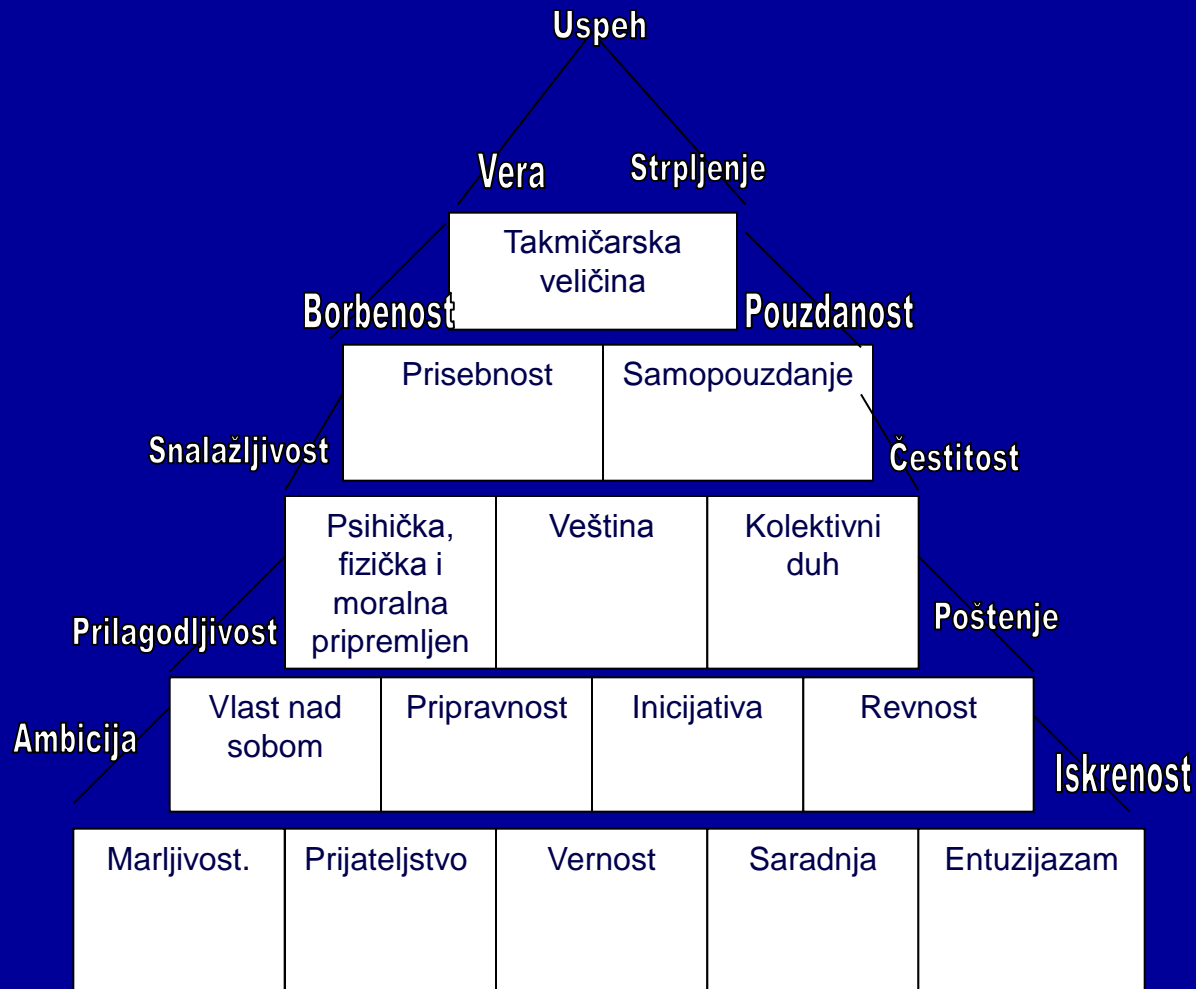 Uspeh
Vera
Strpljenje
Takmičarska
veličina
Borbenost
Pouzdanost
Prisebnost
Samopouzdanje
Snalažljivost
Čestitost
Psihička,
fizička i
moralna
pripremljen
Veština
Kolektivni
duh
Prilagodljivost
Poštenje
Vlast nad
sobom
Pripravnost
Inicijativa
Revnost
Ambicija
Iskrenost
Marljivost.
Prijateljstvo
Vernost
Saradnja
Entuzijazam